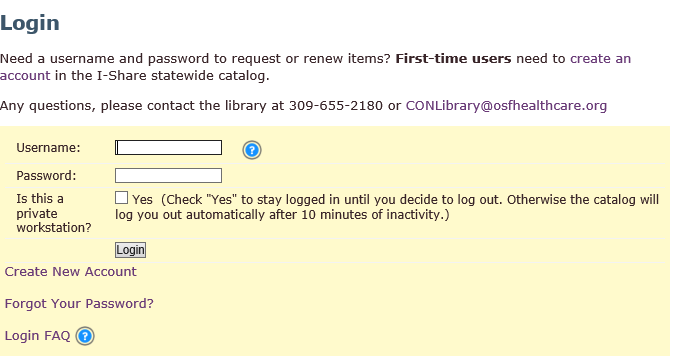 Login
Need a username and password to request or renew items? First-time users need to create an
account in the I-Share statewide catalog.
Any questions, please contact the library at 309-655-2180 or CONLibrary@osfhealthcare.org
Username:
?
Password:
Is this a
private
workstation?
Yes (Check "Yes" to stay logged in until you decide to log out. Otherwise the catalog will
log you out automatically after 10 minutes of inactivity.)
Login
Create New Account
Forgot Your Password?
Login FAQ ?